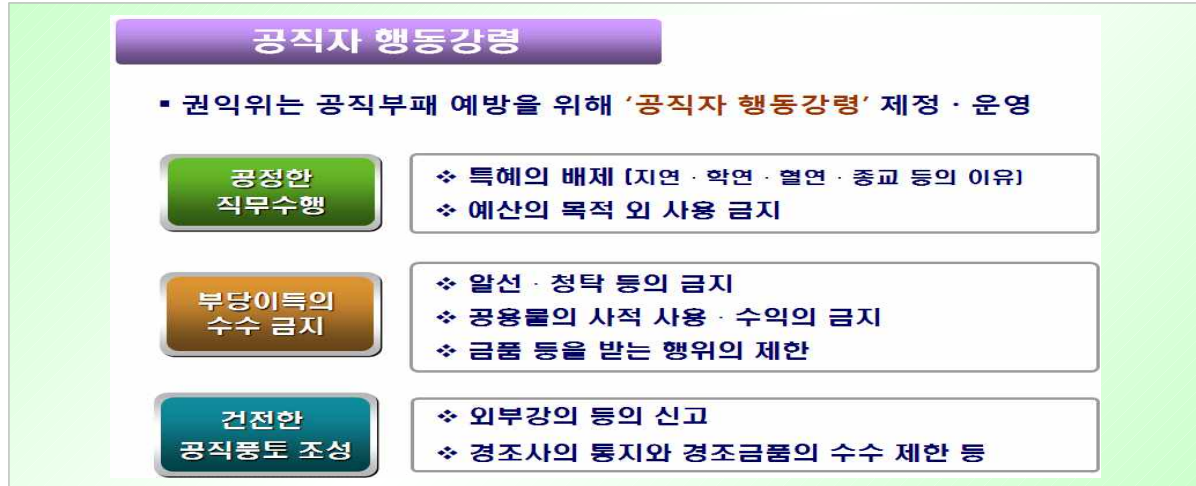 공직자 행동강령
▪ 권익위는 공직부패 예방을 위해 ‘공직자 행동강령’ 제정 · 운영
공정한
직무수행
❖ 특혜의 배제 (지연 · 학연 · 혈연 · 종교 등의 이유)
❖ 예산의 목적 외 사용 금지
부당이득의
수수 금지
❖ 알선 · 청탁 등의 금지
❖ 공용물의 사적 사용 · 수익의 금지
❖ 금품 등을 받는 행위의 제한
건전한
공직풍토 조성
❖ 외부강의 등의 신고
❖ 경조사의 통지와 경조금품의 수수 제한 등